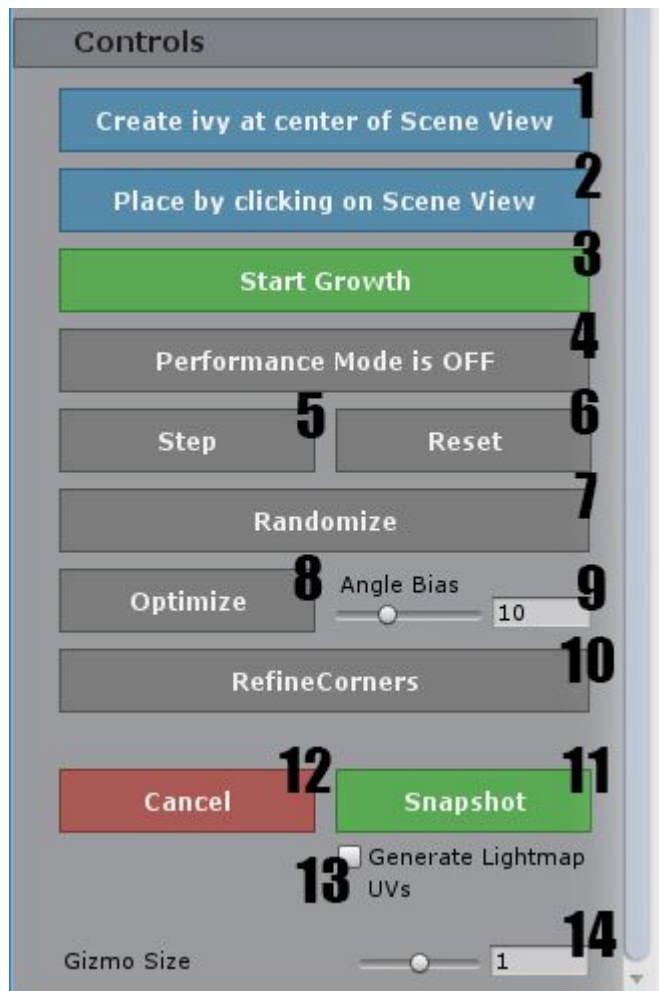 Controls
1
Create ivy at center of Scene View
2
Place by clicking on Scene View
3
Start Growth
4
Performance Mode is OFF
5
Step
6
Reset
7
Randomize
8
Optimize
Angle Bias
9
10
10
RefineCorners
12
Cancel
11
Snapshot
13
Generate Lightmap
UVs
14
Gizmo Size
1